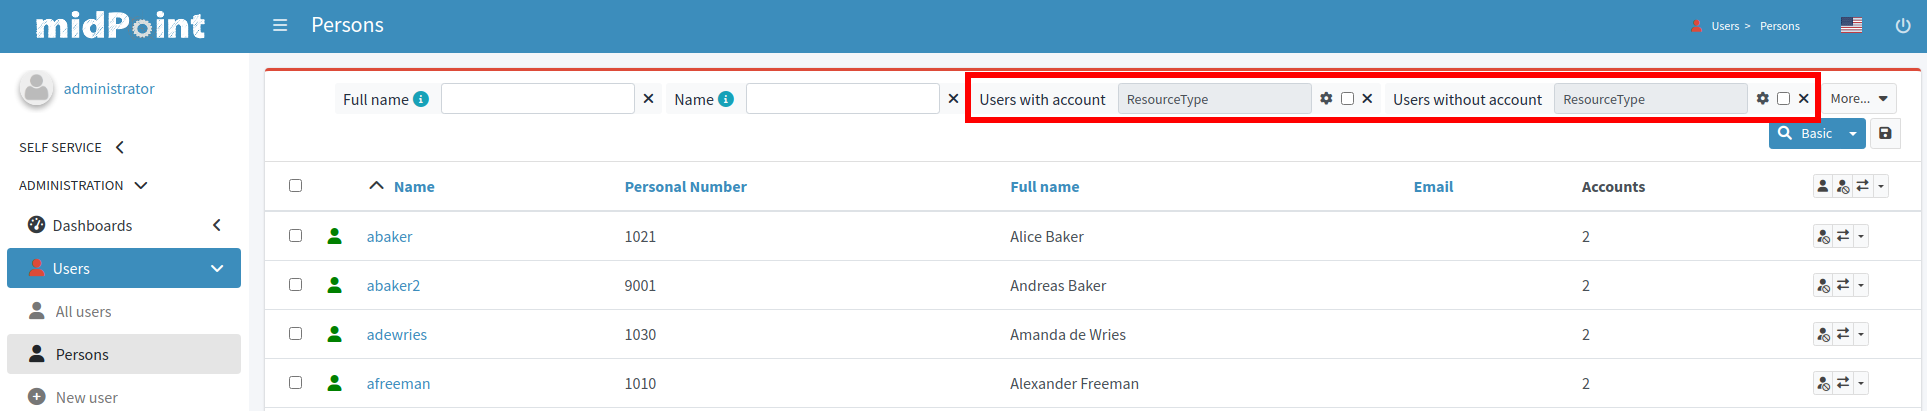 midPoint
Persons
Users > Persons
administrator
Full name
Name
Users with account ResourceType
Users without account ResourceType
More...
Basic
SELF SERVICE
ADMINISTRATION
Dashboards
Users
All users
Persons
New user
Name Personal Number Full name Email Accounts
abaker 1021 Alice Baker 2
abaker2 9001 Andreas Baker 2
adewries 1030 Amanda de Wries 2
afreeman 1010 Alexander Freeman 2